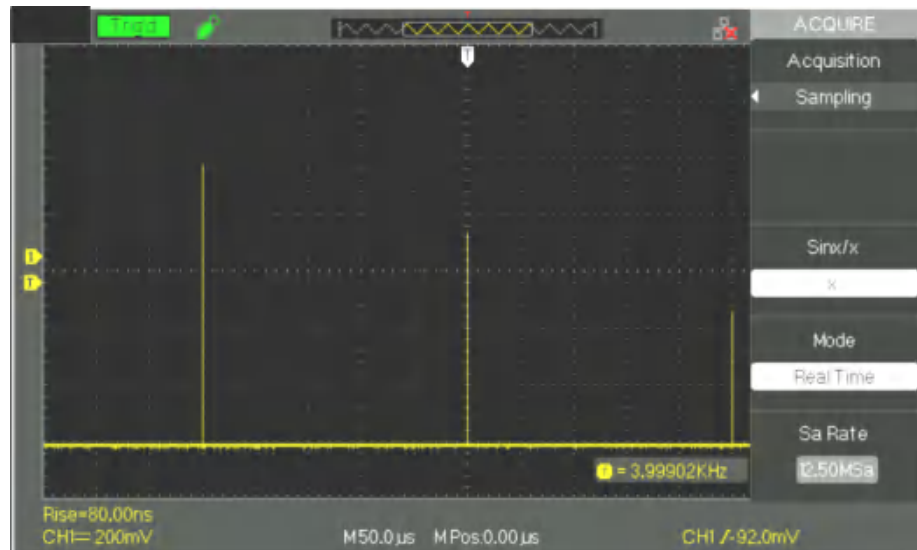 Trig'd
ACQUIRE
T
Acquisition
Sampling
1
Sinx/x
T
x
Mode
Real Time
Sa Rate
T = 3.99902KHz
12.50MSa
Rise=80.00ns
CH1= 200mV
M50.0µs
MPos:0.00µs
CH1 /-92.0mV